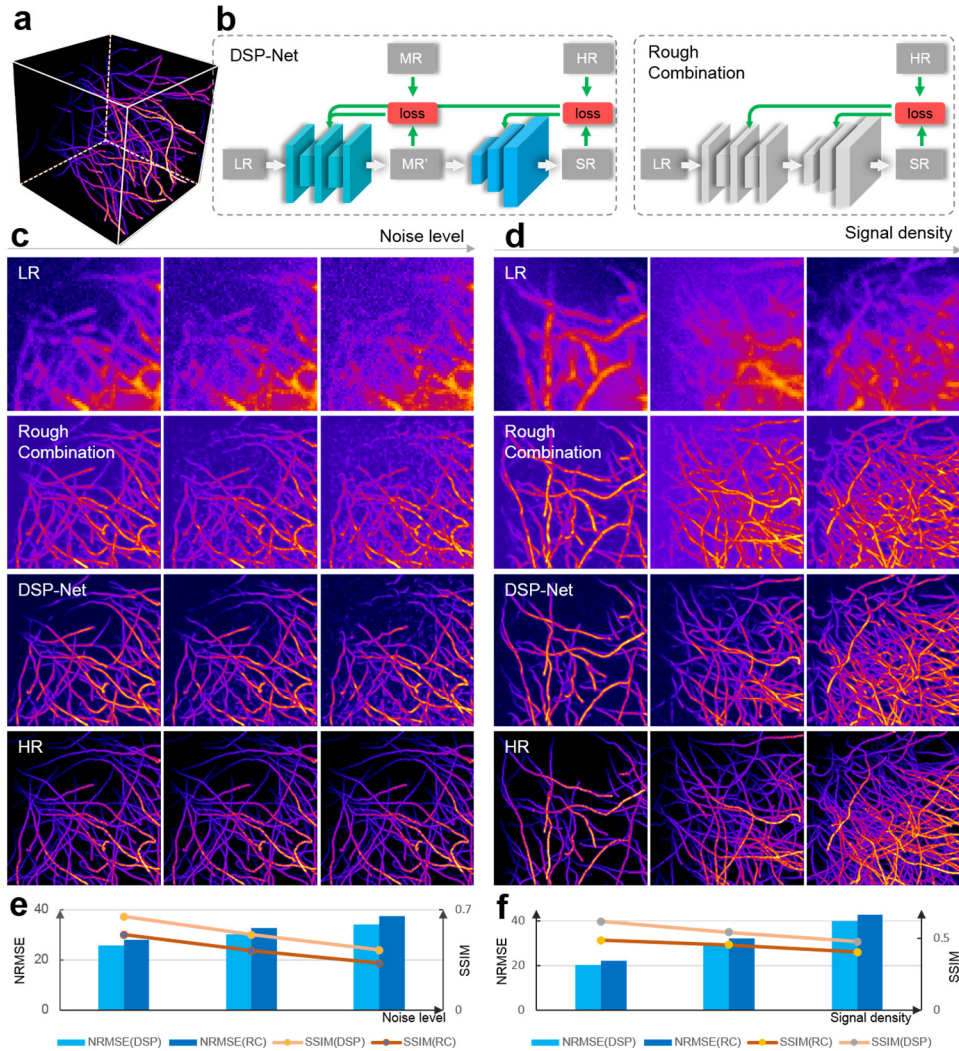 a
b
DSP-Net
MR
HR
loss
loss
LR
MR'
SR
Rough
Combination
HR
loss
LR
SR
c
Noise level
d
Signal density
LR
LR
Rough
Combination
Rough
Combination
DSP-Net
DSP-Net
HR
HR
e
40
20
0
NRMSE
0.7
0
SSIM
Noise level
NRMSE(DSP) NRMSE(RC) SSIM(DSP) SSIM(RC)
f
40
20
0
NRMSE
0.5
0
SSIM
Signal density
NRMSE(DSP) NRMSE(RC) SSIM(RC) SSIM(DSP)